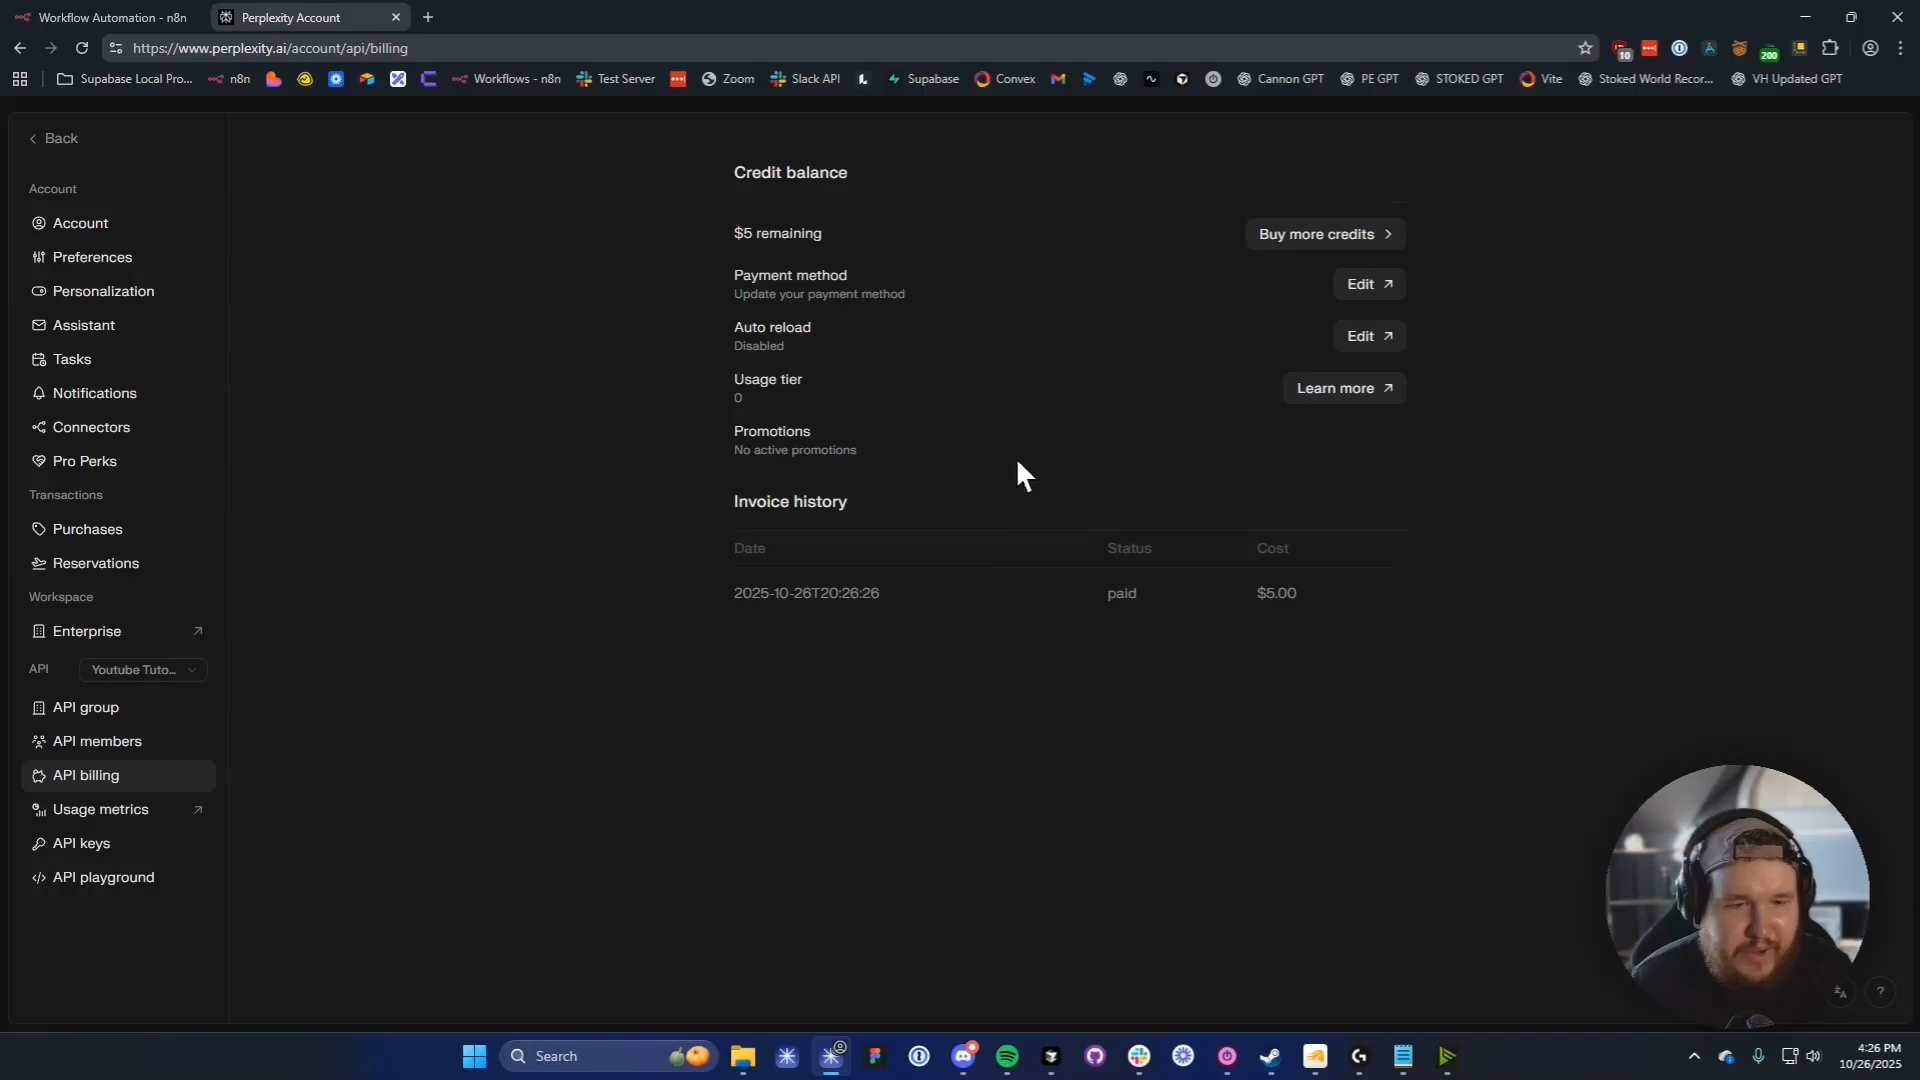 Workflow Automation - n8n
Perplexity Account
https://www.perplexity.ai/account/api/billing
10
200
Supabase Local Pro...
n8n
Workflows - n8n
Test Server
Zoom
Slack API
Supabase
Convex
Cannon GPT
PE GPT
STOKED GPT
Vite
Stoked World Recor...
VH Updated GPT
Back
Account
Account
Preferences
Personalization
Assistant
Tasks
Notifications
Connectors
Pro Perks
Transactions
Purchases
Reservations
Workspace
Enterprise
API
Youtube Tuto...
API group
API members
API billing
Usage metrics
API keys
API playground
Credit balance
$5 remaining
Buy more credits
Payment method
Update your payment method
Edit
Auto reload
Disabled
Edit
Usage tier
0
Learn more
Promotions
No active promotions
Invoice history
Date Status Cost
2025-10-26T20:26:26 paid $5.00
?
Search
4:26 PM
10/26/2025